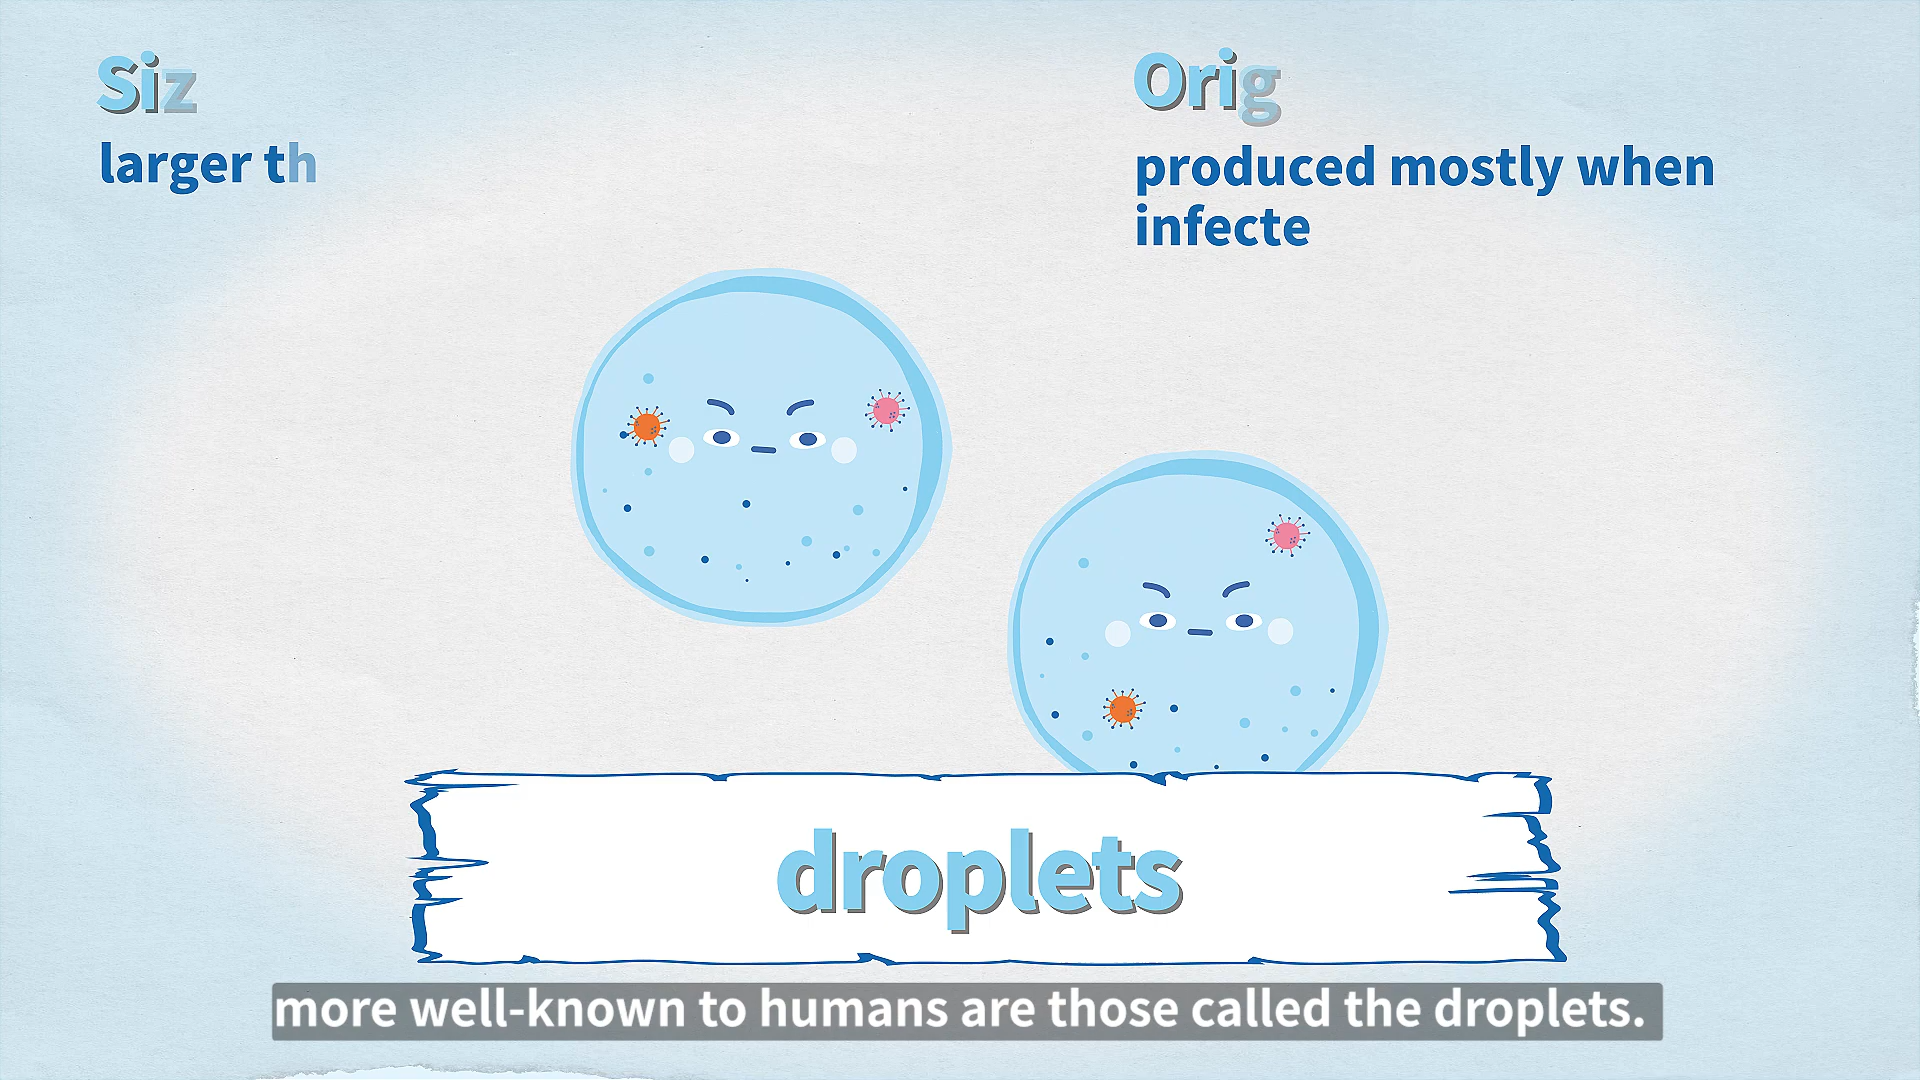 Siz
larger th
Orig
produced mostly when
infecte
droplets
more well-known to humans are those called the droplets.